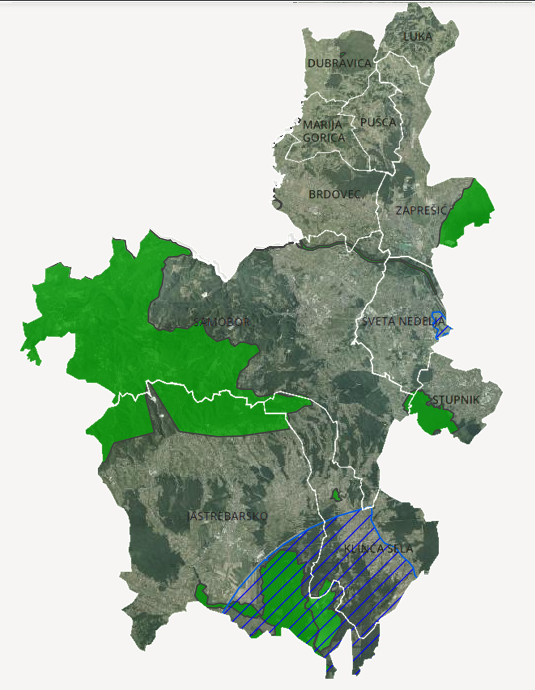 LUKA
DUBRAVICA
MARIJA
GORICA
PUŠĆA
BRDOVEC
ZAPREŠIĆ
SAMOBOR
SVETA NEDELJA
STUPNIK
JASTREBARSKO
KLINČA SELA